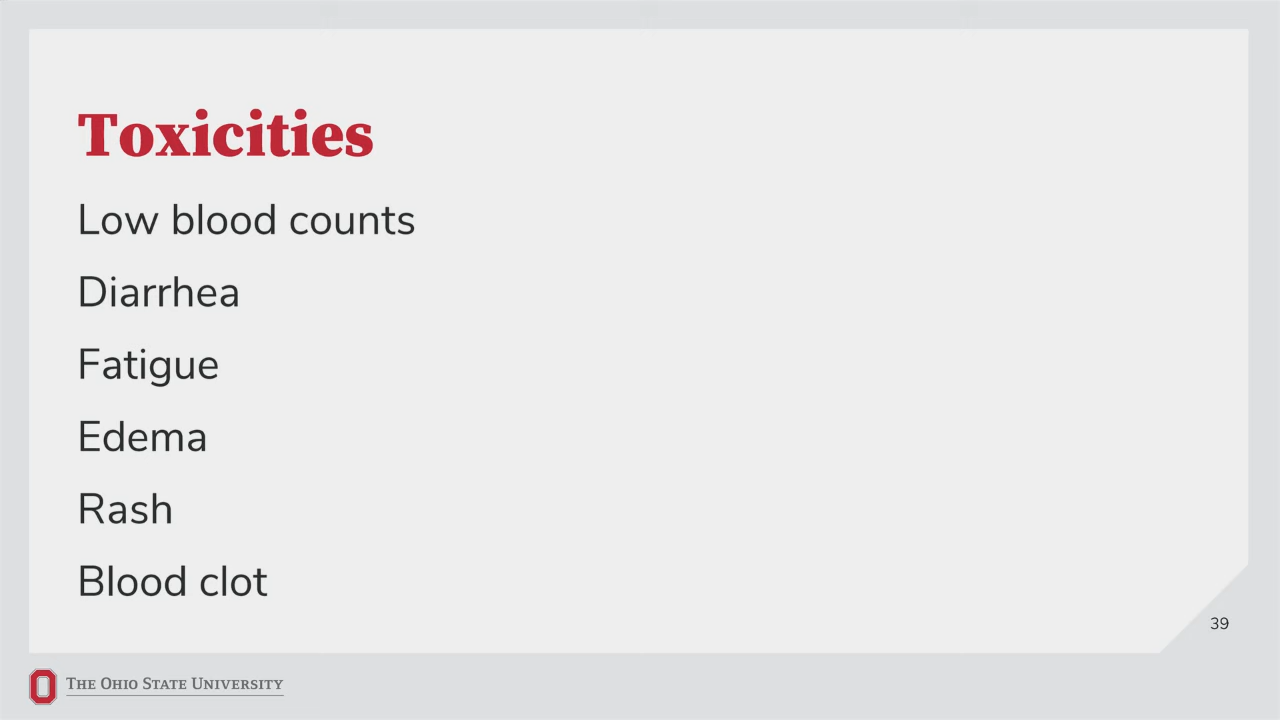 Toxicities
Low blood counts
Diarrhea
Fatigue
Edema
Rash
Blood clot
39
The Ohio State University